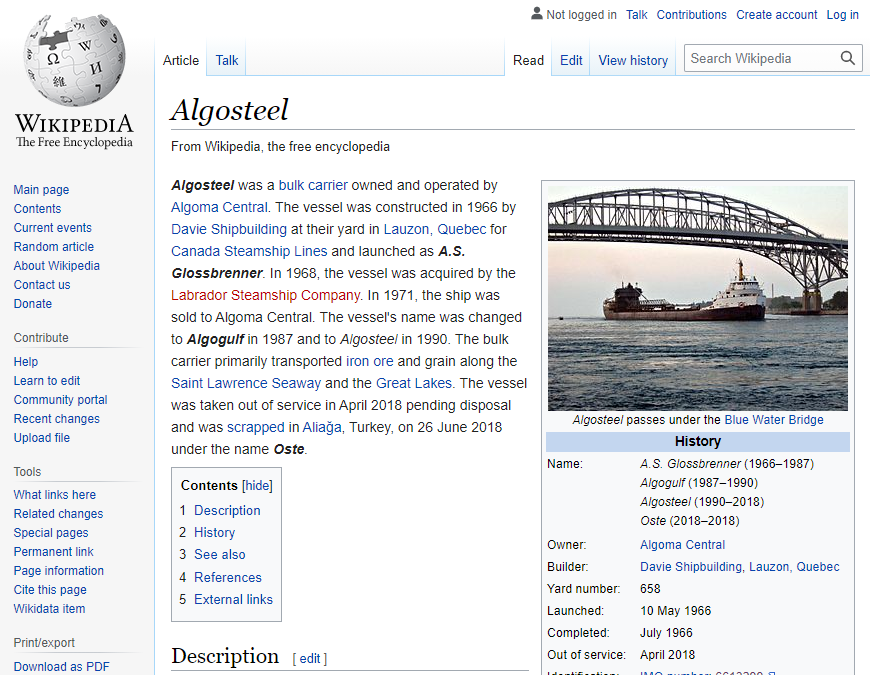 Not logged in Talk Contributions Create account Log in
Article Talk Read Edit View history Search Wikipedia
WIKIPEDIA
The Free Encyclopedia
Main page
Contents
Current events
Random article
About Wikipedia
Contact us
Donate
Contribute
Help
Learn to edit
Community portal
Recent changes
Upload file
Tools
What links here
Related changes
Special pages
Permanent link
Page information
Cite this page
Wikidata item
Print/export
Download as PDF
Algosteel
From Wikipedia, the free encyclopedia
Algosteel was a bulk carrier owned and operated by
Algoma Central. The vessel was constructed in 1966 by
Davie Shipbuilding at their yard in Lauzon, Quebec for
Canada Steamship Lines and launched as A.S.
Glossbrenner. In 1968, the vessel was acquired by the
Labrador Steamship Company. In 1971, the ship was
sold to Algoma Central. The vessel's name was changed
to Algogulf in 1987 and to Algosteel in 1990. The bulk
carrier primarily transported iron ore and grain along the
Saint Lawrence Seaway and the Great Lakes. The vessel
was taken out of service in April 2018 pending disposal
and was scrapped in Aliağa, Turkey, on 26 June 2018
under the name Oste.
Contents [hide]
1 Description
2 History
3 See also
4 References
5 External links
Description [ edit ]
Algosteel passes under the Blue Water Bridge
History
Name: A.S. Glossbrenner (1966–1987)
Algogulf (1987–1990)
Algosteel (1990–2018)
Oste (2018–2018)
Owner: Algoma Central
Builder: Davie Shipbuilding, Lauzon, Quebec
Yard number: 658
Launched: 10 May 1966
Completed: July 1966
Out of service: April 2018